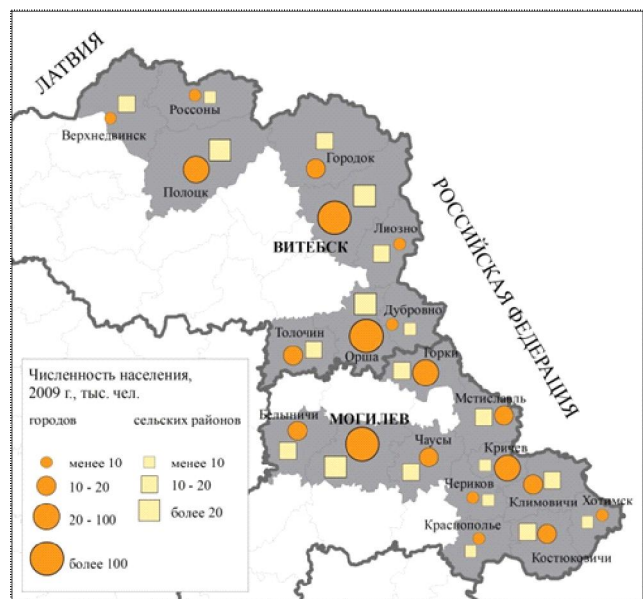 ЛАТВИЯ
Россоны
Верхнедвинск
Полоцк
Городок
РОССИЙСКАЯ ФЕДЕРАЦИЯ
Лиозно
ВИТЕБСК
Дубровно
Толочин
Орша
Горки
Мстиславль
Белыничи
МОГИЛЕВ
Чаусы
Кричев
Чериков
Климовичи
Хотимск
Краснополье
Костюковичи
Численность населения,
2009 г., тыс. чел.
городов сельских районов
менее 10 менее 10
10 - 20 10 - 20
20 - 100 более 20
более 100